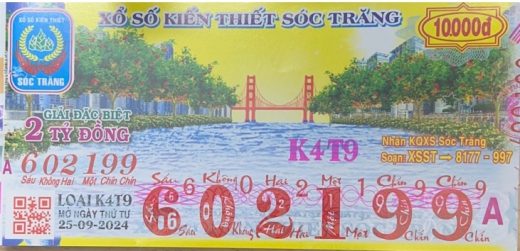 XỔ SỐ KIẾN THIẾT SÓC TRĂNG
10.000đ
XỔ SỐ KIẾN THIẾT
SÓC TRĂNG
GIẢI ĐẶC BIỆT
2 TỶ ĐỒNG
K4T9
Nhận KQXS Sóc Trăng
Soạn: XSST → 8177 - 997
A 602199
Sáu Không Hai Một Chín Chín
Sáu Không Hai Một Chín Chín
602199 A
LOẠI K4T9
MỞ NGÀY THỨ TƯ
25-09-2024